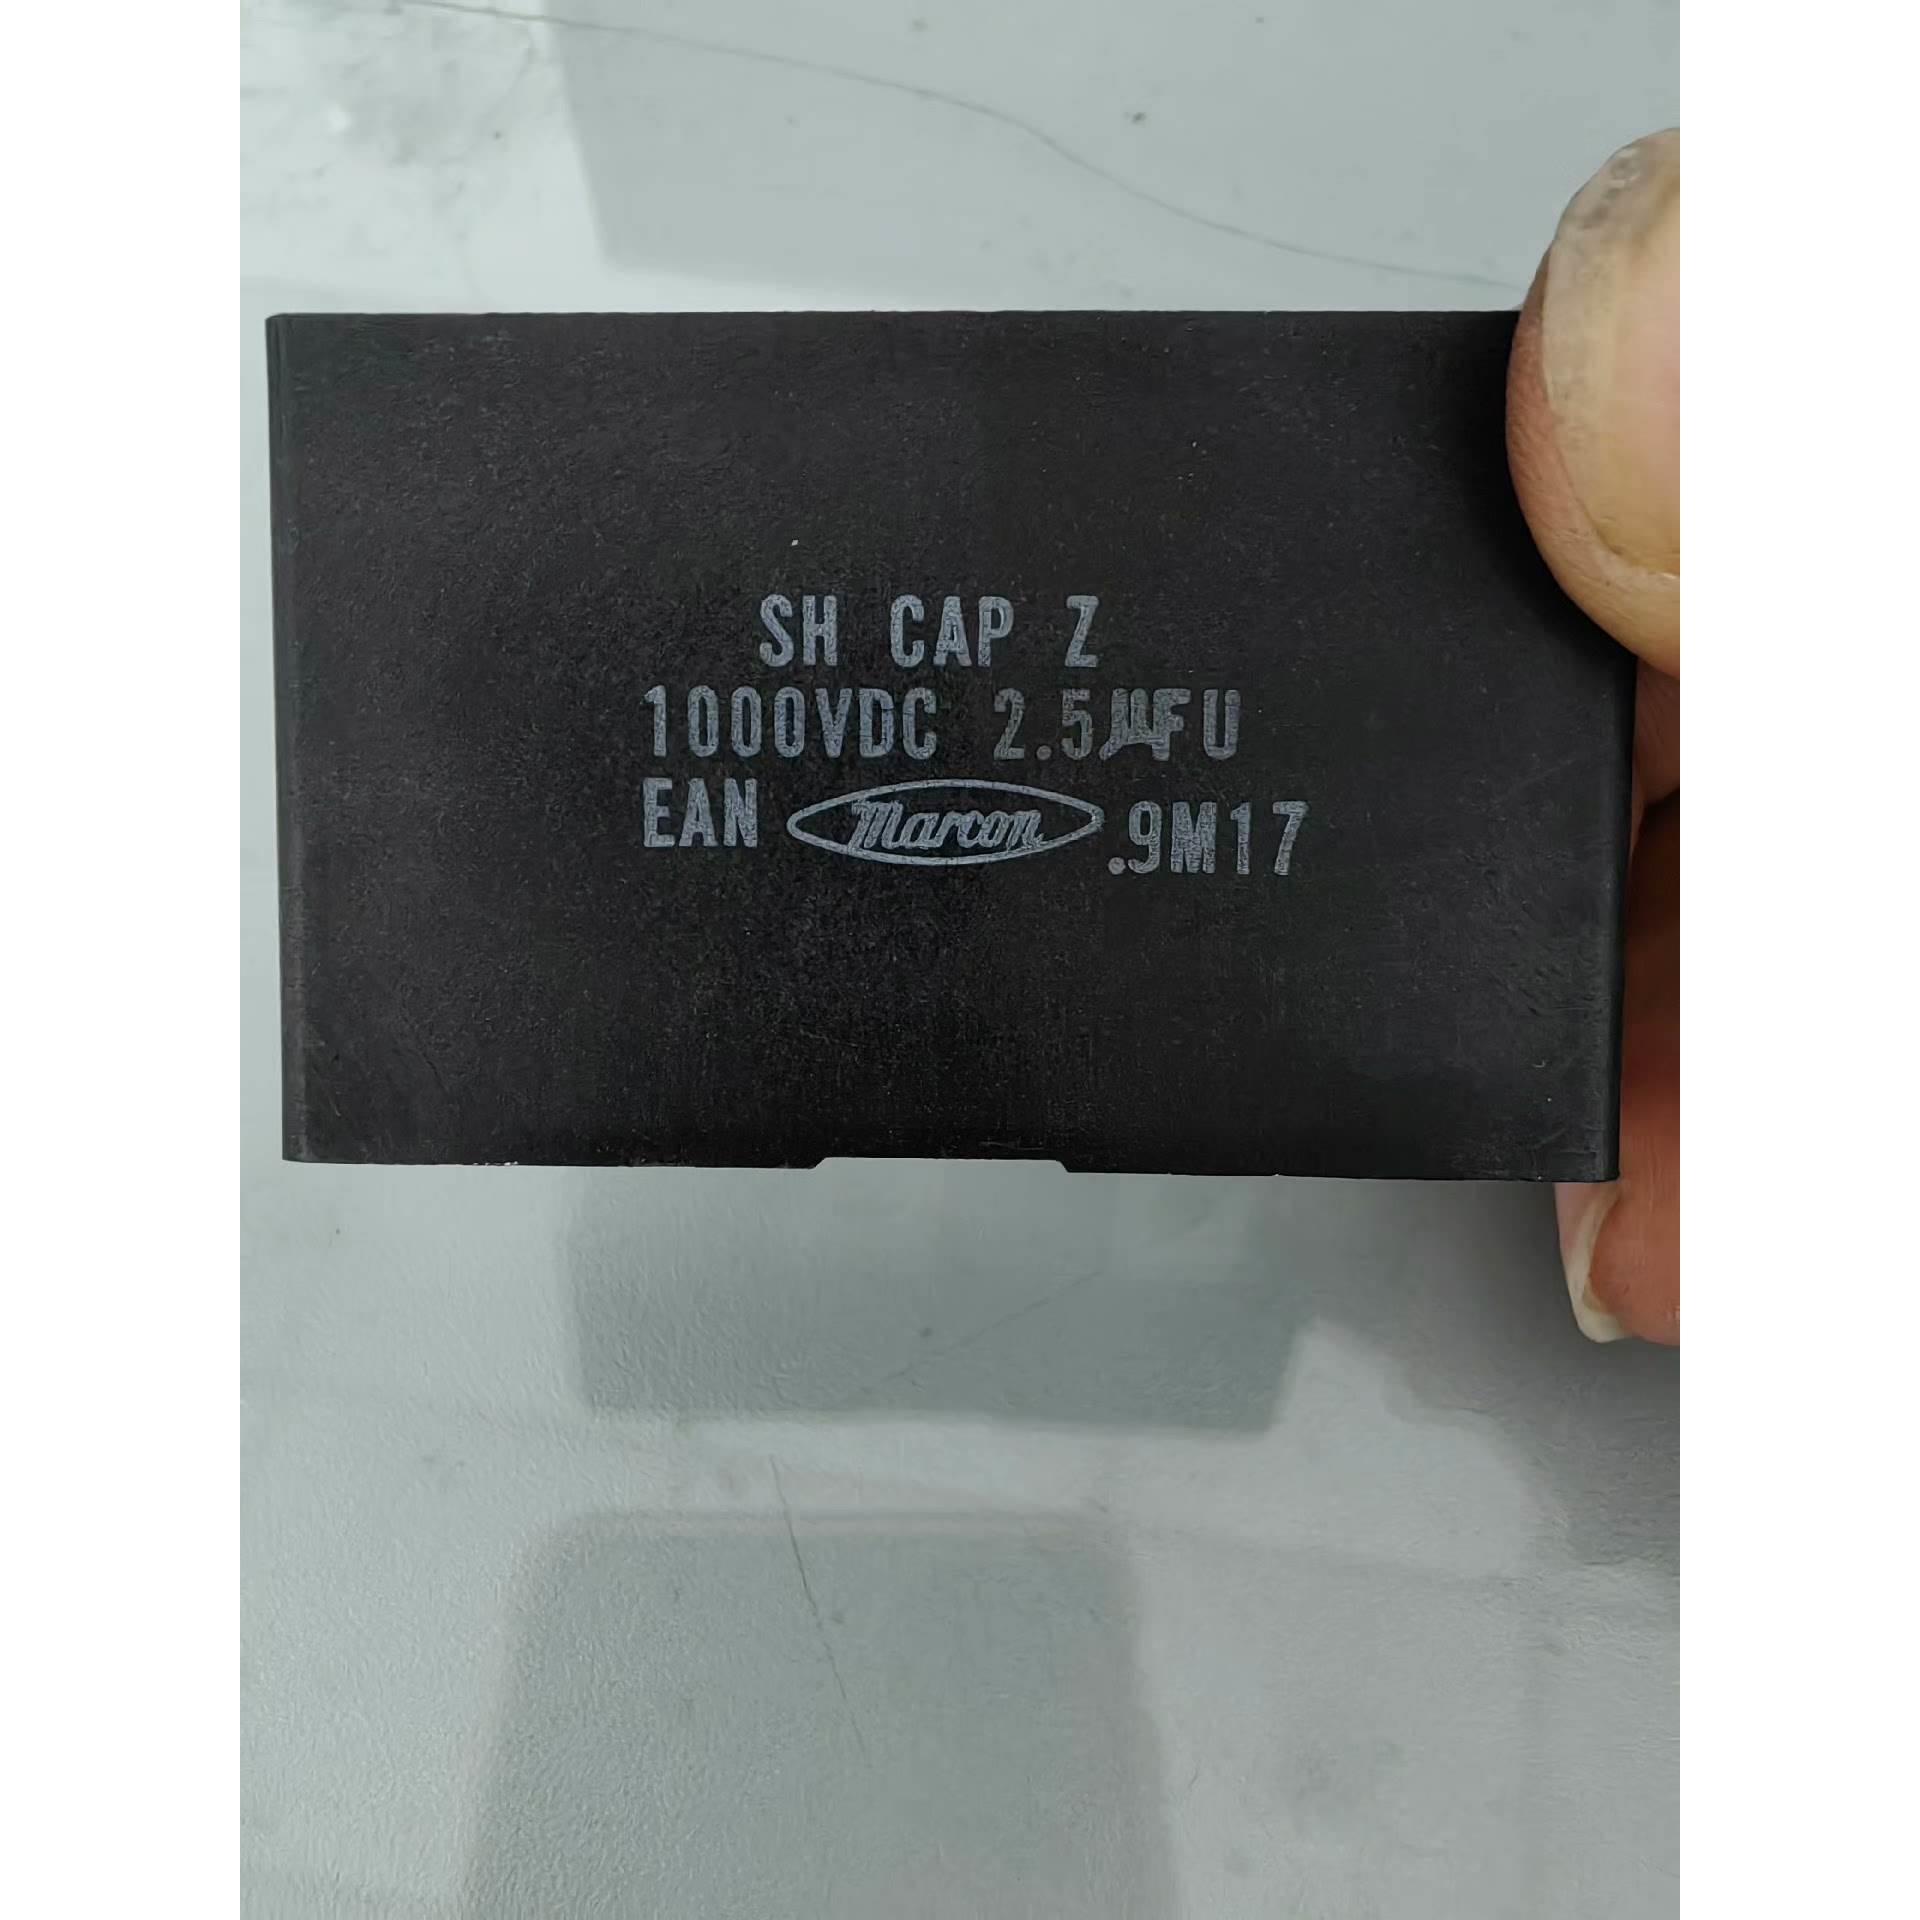 SH CAP Z
1000VDC 2.5μFU
EAN Marcon .9M17